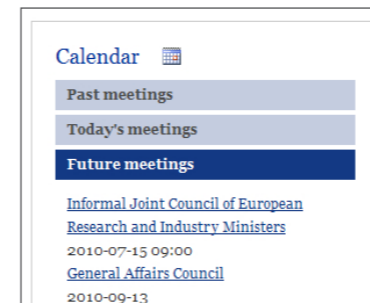 Calendar
Past meetings
Today's meetings
Future meetings
Informal Joint Council of European
Research and Industry Ministers
2010-07-15 09:00
General Affairs Council
2010-09-13